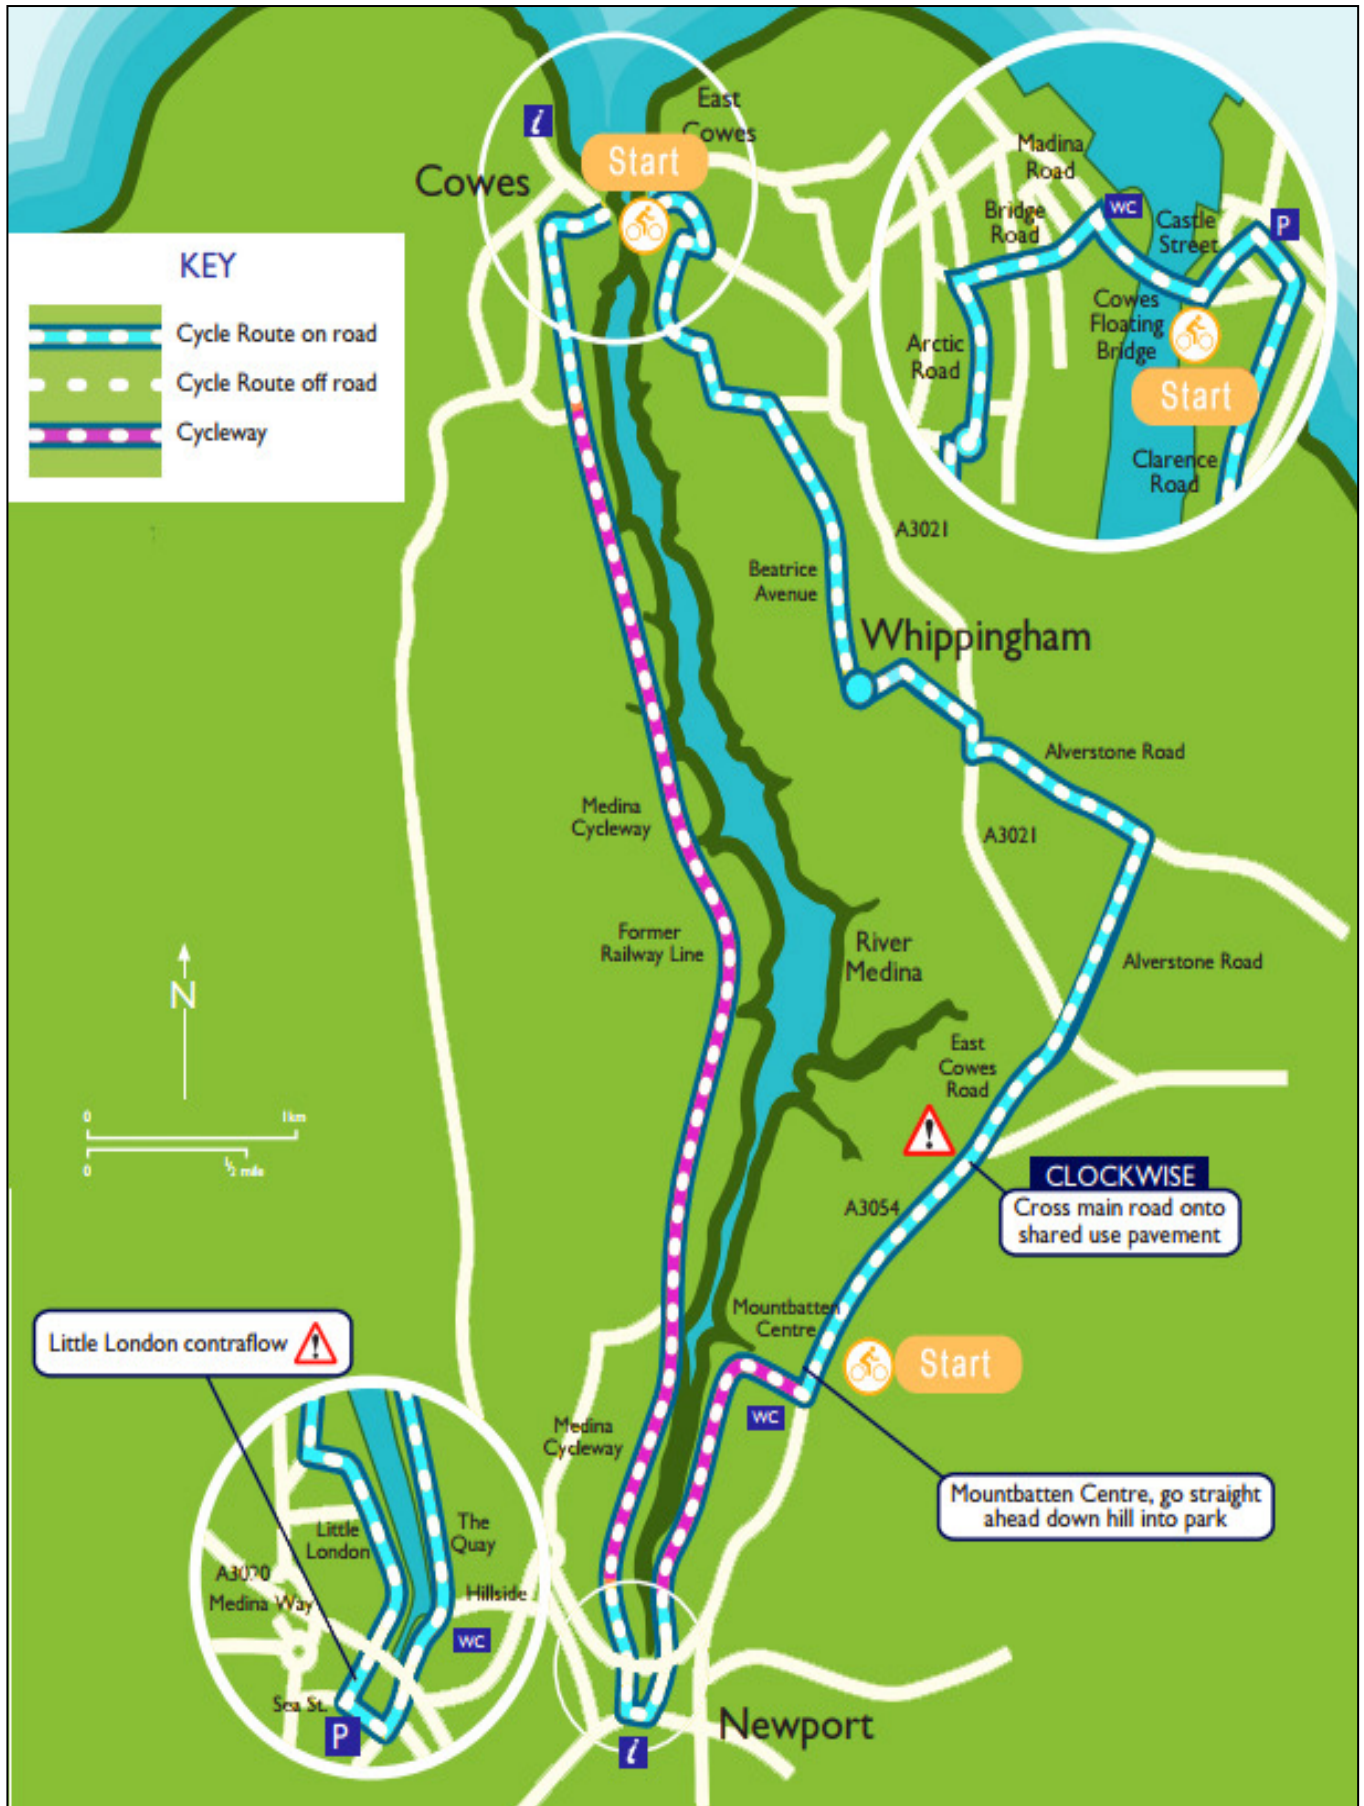 i
East
Cowes
Start
Cowes
KEY
Cycle Route on road
Cycle Route off road
Cycleway
Madina
Road
WC
Bridge
Road
Castle
Street
P
Cowes
Floating
Bridge
Arctic
Road
Start
Clarence
Road
A3021
Beatrice
Avenue
Whippingham
Alverstone Road
A3021
Medina
Cycleway
Former
Railway Line
River
Medina
Alverstone Road
N
East
Cowes
Road
0 1km
0 ½ mile
!
CLOCKWISE
Cross main road onto
shared use pavement
A3054
Mountbatten
Centre
Start
Little London contraflow !
WC
Medina
Cycleway
Mountbatten Centre, go straight
ahead down hill into park
Little
London
The
Quay
A3020
Medina Way
Hillside
WC
Sea St.
P
Newport
i